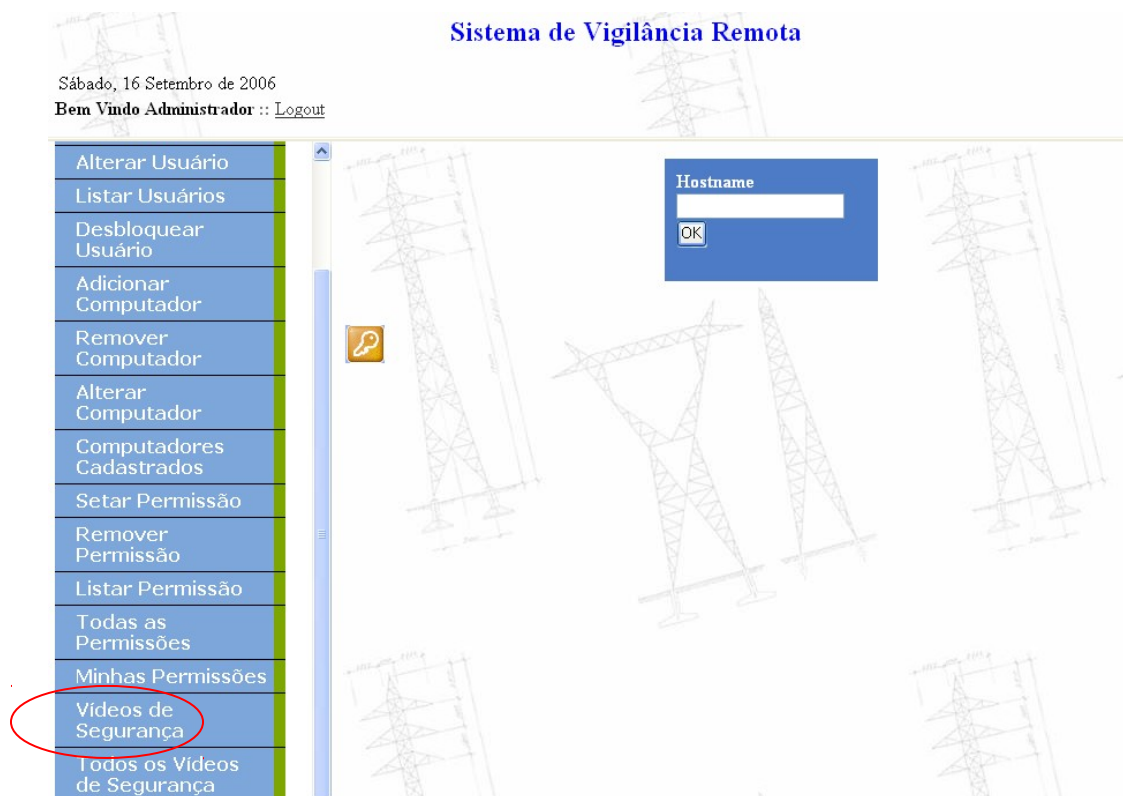 Sistema de Vigilância Remota
Sábado, 16 Setembro de 2006
Bem Vindo Administrador :: Logout
Alterar Usuário
Listar Usuários
Desbloquear
Usuário
Adicionar
Computador
Remover
Computador
Alterar
Computador
Computadores
Cadastrados
Setar Permissão
Remover
Permissão
Listar Permissão
Todas as
Permissões
Minhas Permissões
Vídeos de
Segurança
Todos os Vídeos
de Segurança
Hostname
OK